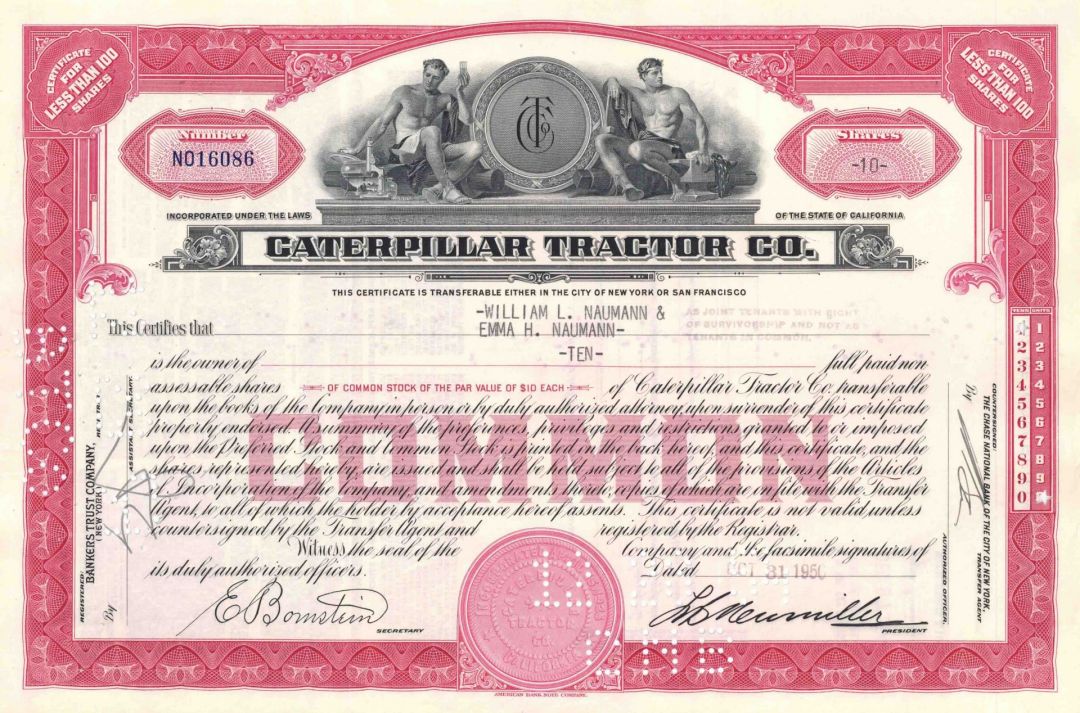 CERTIFICATE FOR LESS THAN 100 SHARES
CERTIFICATE FOR LESS THAN 100 SHARES
Number
NO16086
TC Co
Shares
-10-
INCORPORATED UNDER THE LAWS
OF THE STATE OF CALIFORNIA
CATERPILLAR TRACTOR CO.
THIS CERTIFICATE IS TRANSFERABLE EITHER IN THE CITY OF NEW YORK OR SAN FRANCISCO
This Certifies that
-WILLIAM L. NAUMANN &
EMMA H. NAUMANN-
AS JOINT TENANTS WITH RIGHT
OF SURVIVORSHIP AND NOT AS
TENANTS IN COMMON.
-TEN-
is the owner of full paid non
assessable shares OF COMMON STOCK OF THE PAR VALUE OF $10 EACH of Caterpillar Tractor Co. transferable
upon the books of the Company in person or by duly authorized attorney upon surrender of this certificate
properly endorsed. A summary of the preferences, privileges and restrictions granted to or imposed
upon the Preferred Stock and Common Stock is printed on the back hereof, and this certificate, and the
shares represented hereby are issued and shall be held subject to all of the provisions of the Articles
of Incorporation of the Company and amendments thereto, copies of which are on file with the Transfer
Agent, to all of which the holder by acceptance hereof assents. This certificate is not valid unless
countersigned by the Transfer Agent and registered by the Registrar.
Witness the seal of the Company and the facsimile signatures of
its duly authorized officers.
COMMON
Dated OCT 31 1950
E Bornstein
SECRETARY
L B Neumiller
PRESIDENT
TRACTOR
CO.
CALIFORNIA
REGISTERED:
BANKERS TRUST COMPANY,
(NEW YORK)
By
ASSISTANT SECRETARY.
COUNTERSIGNED:
THE CHASE NATIONAL BANK OF THE CITY OF NEW YORK,
TRANSFER AGENT
By
AUTHORIZED OFFICER.
TENS UNITS
1
2 2
3 3
4 4
5 5
6 6
7 7
8 8
9 9
0
AMERICAN BANK NOTE COMPANY.